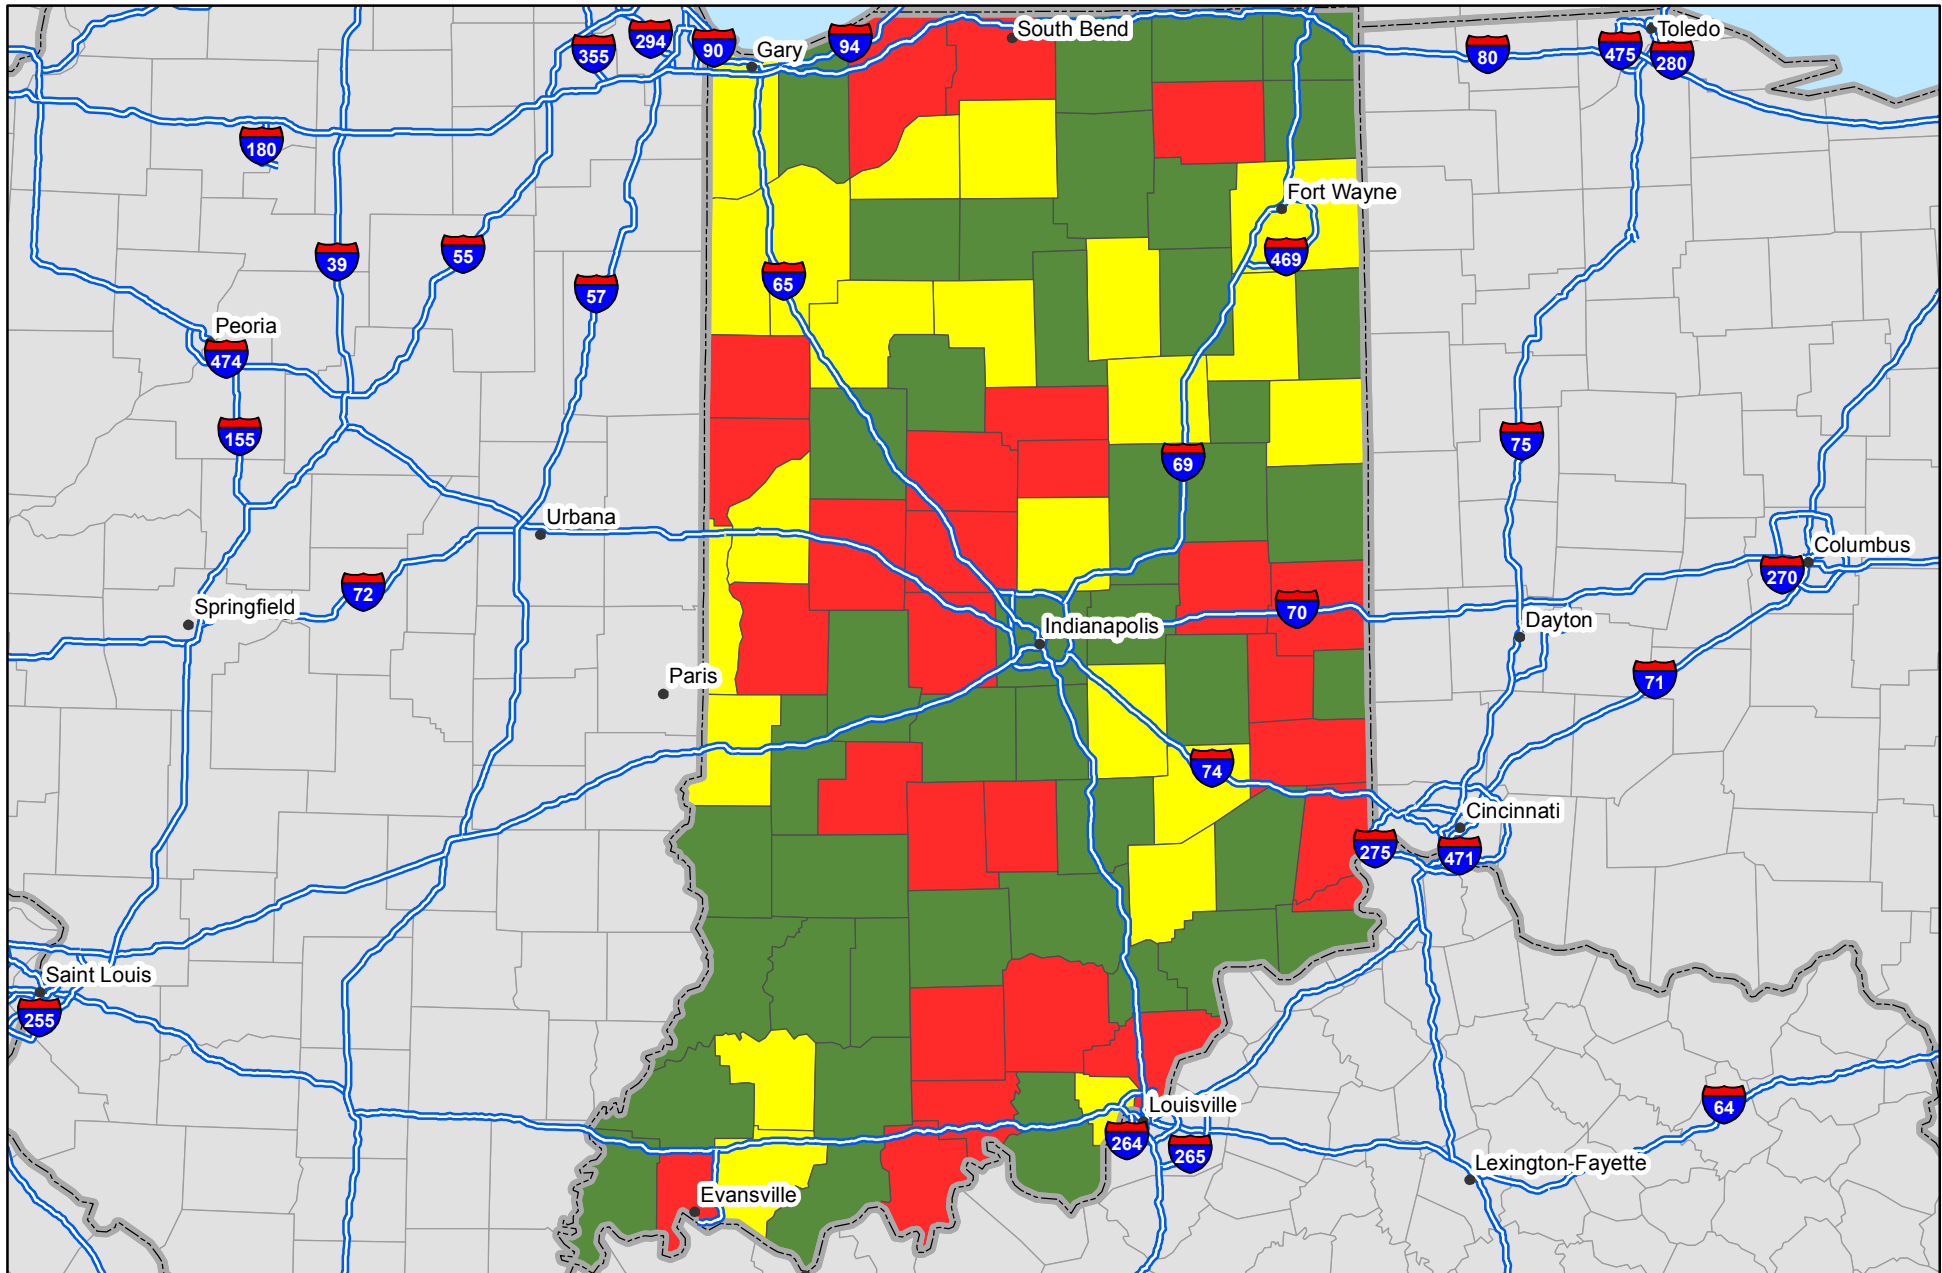 294
90
94
South Bend
Toledo
355
Gary
80
475
280
180
Fort Wayne
39
55
469
57
65
Peoria
474
155
75
69
Urbana
Columbus
270
72
Springfield
70
Indianapolis
Dayton
Paris
71
74
Cincinnati
275
471
Saint Louis
255
Louisville
64
264
265
Lexington-Fayette
Evansville